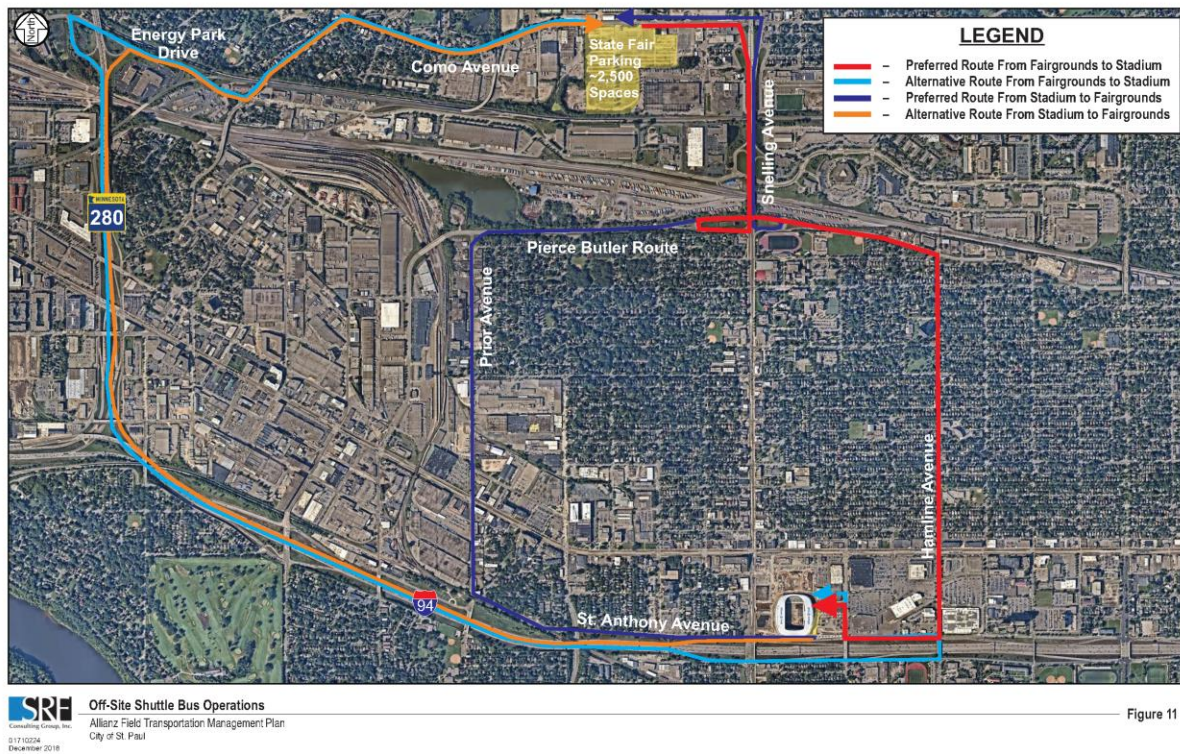 North
Energy Park
Drive
Como Avenue
State Fair
Parking
~2,500
Spaces
Snelling Avenue
LEGEND
– Preferred Route From Fairgrounds to Stadium
– Alternative Route From Fairgrounds to Stadium
– Preferred Route From Stadium to Fairgrounds
– Alternative Route From Stadium to Fairgrounds
MINNESOTA
280
Pierce Butler Route
Prior Avenue
Hamline Avenue
94
St. Anthony Avenue
SRF
Consulting Group, Inc.
01710224
December 2018
Off-Site Shuttle Bus Operations
Allianz Field Transportation Management Plan
City of St. Paul
Figure 11